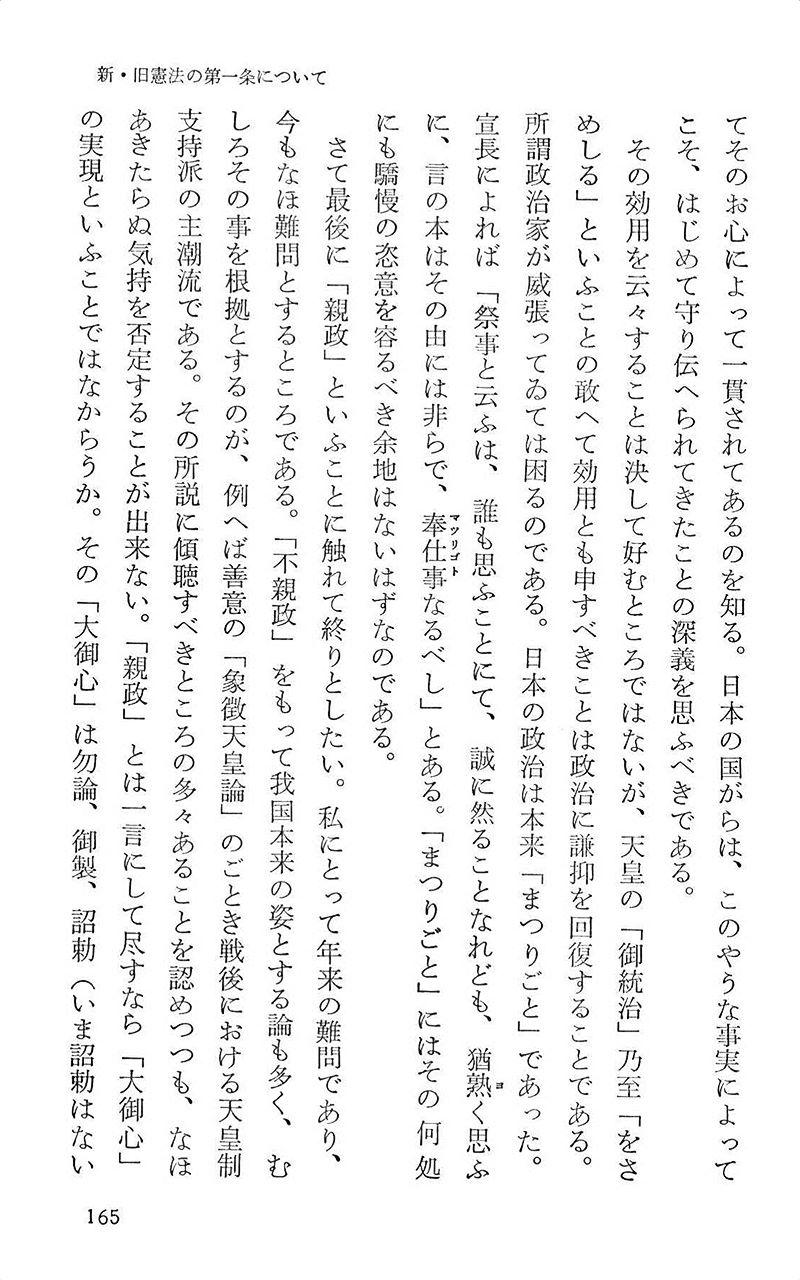 新・旧憲法の第一条について
てそのお心によって一貫されてあるのを知る。日本の国がらは、このやうな事実によって
こそ、はじめて守り伝へられてきたことの深義を思ふべきである。
その効用を云々することは決して好むところではないが、天皇の「御統治」乃至「をさ
めしる」といふことの敢へて効用とも申すべきことは政治に謙抑を回復することである。
所謂政治家が威張ってゐては困るのである。日本の政治は本来「まつりごと」であった。
宣長によれば「祭事と云ふは、誰も思ふことにて、誠に然ることなれども、猶熟く思ふ
ヨ
に、言の本はその由には非らで、奉仕事なるべし」とある。「まつりごと」にはその何処
マツリゴト
にも驕慢の恣意を容るべき余地はないはずなのである。
さて最後に「親政」といふことに触れて終りとしたい。私にとって年来の難問であり、
今もなほ難問とするところである。「不親政」をもって我国本来の姿とする論も多く、む
しろその事を根拠とするのが、例へば善意の「象徴天皇論」のごとき戦後における天皇制
支持派の主潮流である。その所説に傾聴すべきところの多々あることを認めつつも、なほ
あきたらぬ気持を否定することが出来ない。「親政」とは一言にして尽すなら「大御心」
の実現といふことではなからうか。その「大御心」は勿論、御製、詔勅（いま詔勅はない
165